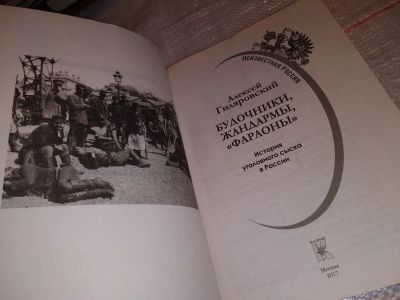 НЕИЗВЕСТНАЯ РОССИЯ
Алексей
Гиляровский
БУДОЧНИКИ,
ЖАНДАРМЫ,
«ФАРАОНЫ»
История
уголовного сыска
в России
Москва
2017